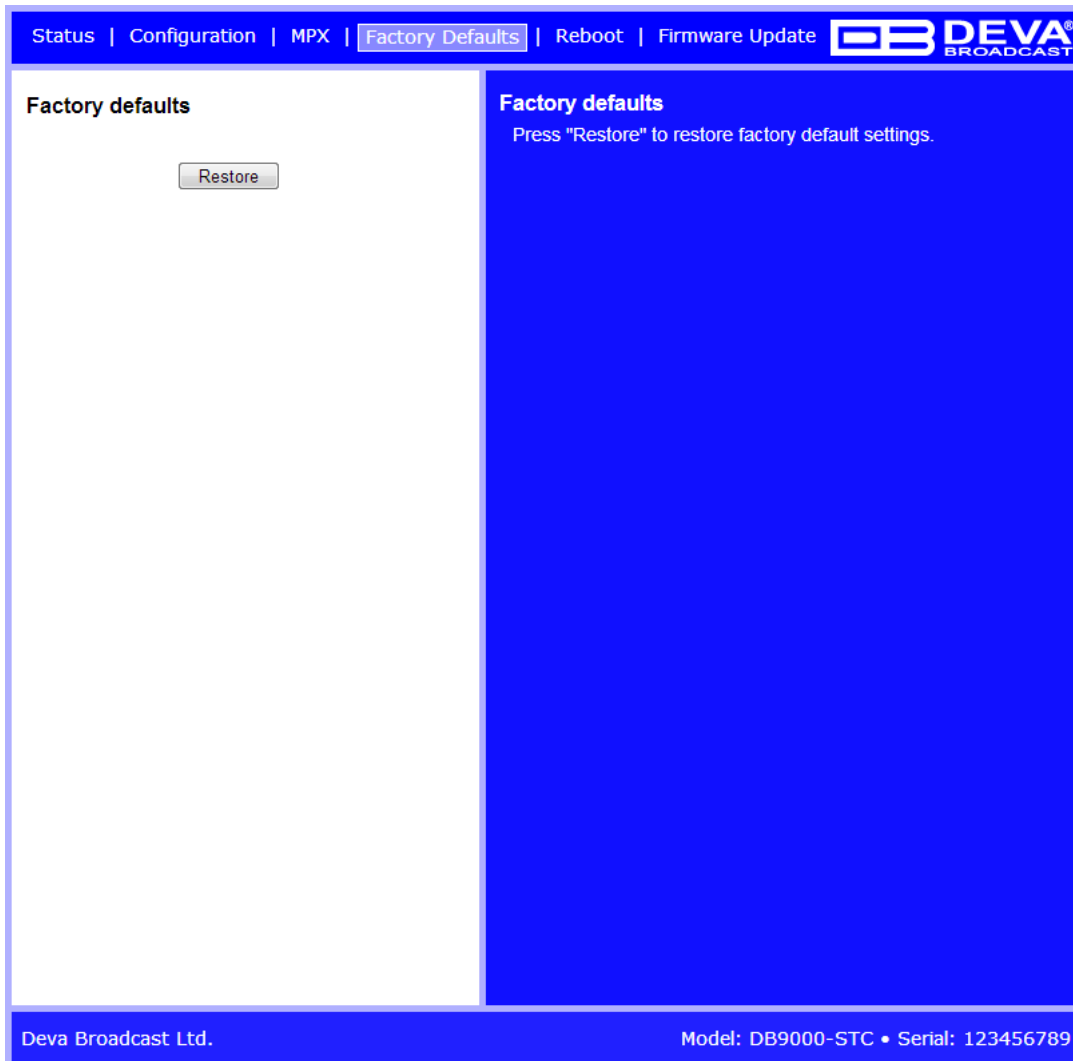 Status | Configuration | MPX | Factory Defaults | Reboot | Firmware Update DEVA®
BROADCAST
Factory defaults
Restore
Factory defaults
Press "Restore" to restore factory default settings.
Deva Broadcast Ltd.
Model: DB9000-STC • Serial: 123456789